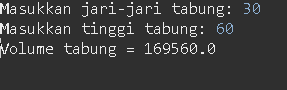 Masukkan jari-jari tabung: 30
Masukkan tinggi tabung: 60
Volume tabung = 169560.0